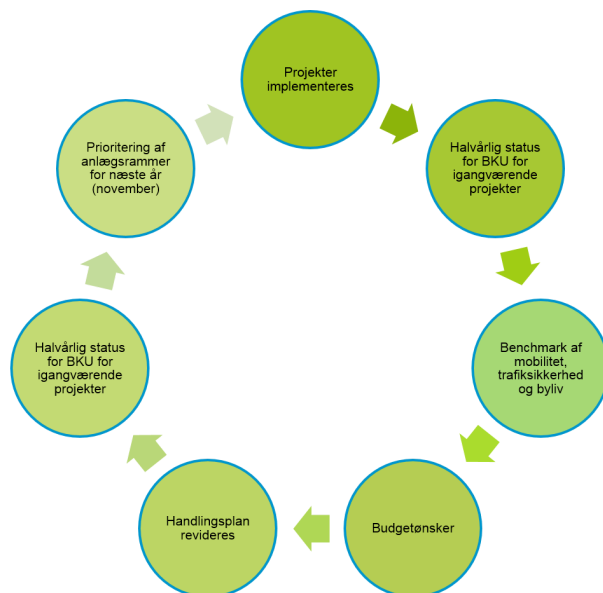 Projekter
implementeres
Halvårlig status
for BKU for
igangværende
projekter
Benchmark af
mobilitet,
trafiksikkerhed
og byliv
Budgetønsker
Handlingsplan
revideres
Halvårlig status
for BKU for
igangværende
projekter
Prioritering af
anlægsrammer
for næste år
(november)